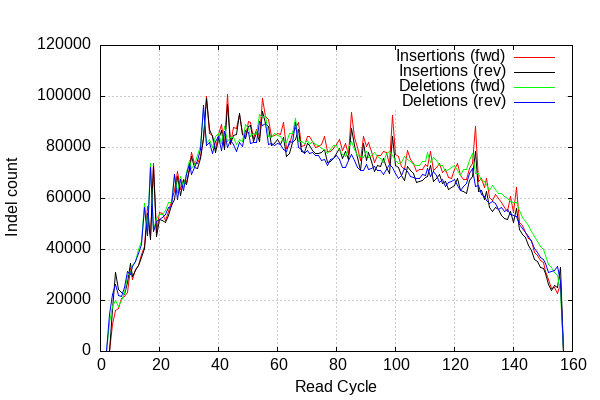 120000
100000
80000
60000
40000
20000
0
Indel count
Insertions (fwd)
Insertions (rev)
Deletions (fwd)
Deletions (rev)
0 20 40 60 80 100 120 140 160
Read Cycle